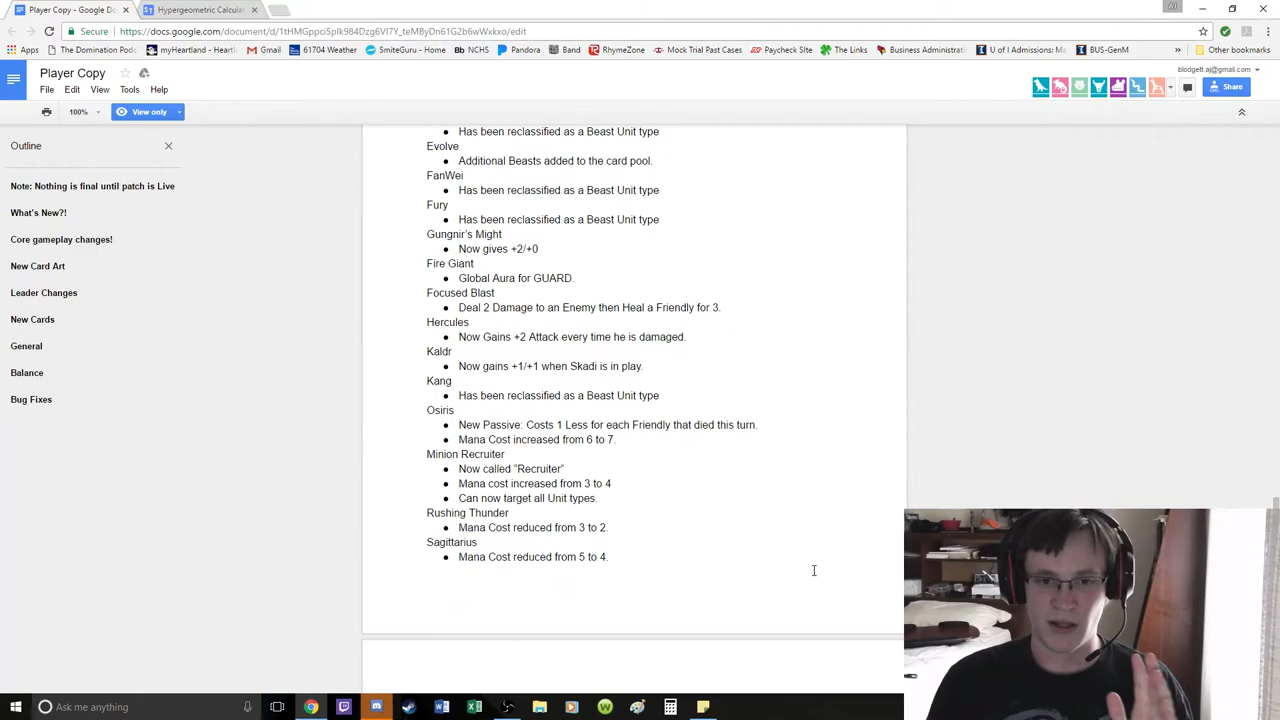 Player Copy - Google Do
Hypergeometric Calcula
AJ
Secure
https://docs.google.com/document/d/
/edit
Apps
The Domination Pod
myHeartland - Heart
Gmail
61704 Weather
SmiteGuru - Home
NCHS
Pandora
Band
RhymeZone
Mock Trial Past Cases
Paycheck Site
The Links
Business Administrati
U of I Admissions: M
BUS-GenM
Other bookmarks
Player Copy
blodgett.aj@gmail.com
File Edit View Tools Help
Share
100%
View only
Outline
Note: Nothing is final until patch is Live
What's New?!
Core gameplay changes!
New Card Art
Leader Changes
New Cards
General
Balance
Bug Fixes
● Has been reclassified as a Beast Unit type
Evolve
● Additional Beasts added to the card pool.
FanWei
● Has been reclassified as a Beast Unit type
Fury
● Has been reclassified as a Beast Unit type
Gungnir's Might
● Now gives +2/+0
Fire Giant
● Global Aura for GUARD.
Focused Blast
● Deal 2 Damage to an Enemy then Heal a Friendly for 3.
Hercules
● Now Gains +2 Attack every time he is damaged.
Kaldr
● Now gains +1/+1 when Skadi is in play.
Kang
● Has been reclassified as a Beast Unit type
Osiris
● New Passive: Costs 1 Less for each Friendly that died this turn.
● Mana Cost increased from 6 to 7.
Minion Recruiter
● Now called “Recruiter”
● Mana cost increased from 3 to 4
● Can now target all Unit types.
Rushing Thunder
● Mana Cost reduced from 3 to 2.
Sagittarius
● Mana Cost reduced from 5 to 4.
Ask me anything